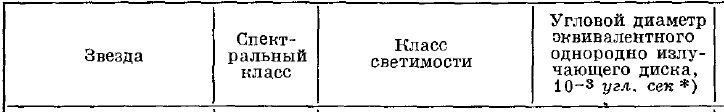 Звезда
Спект-
ральный
класс
Класс
светимости
Угловой диаметр
эквивалентного
однородно излу-
чающего диска,
10−3 угл. сек *)